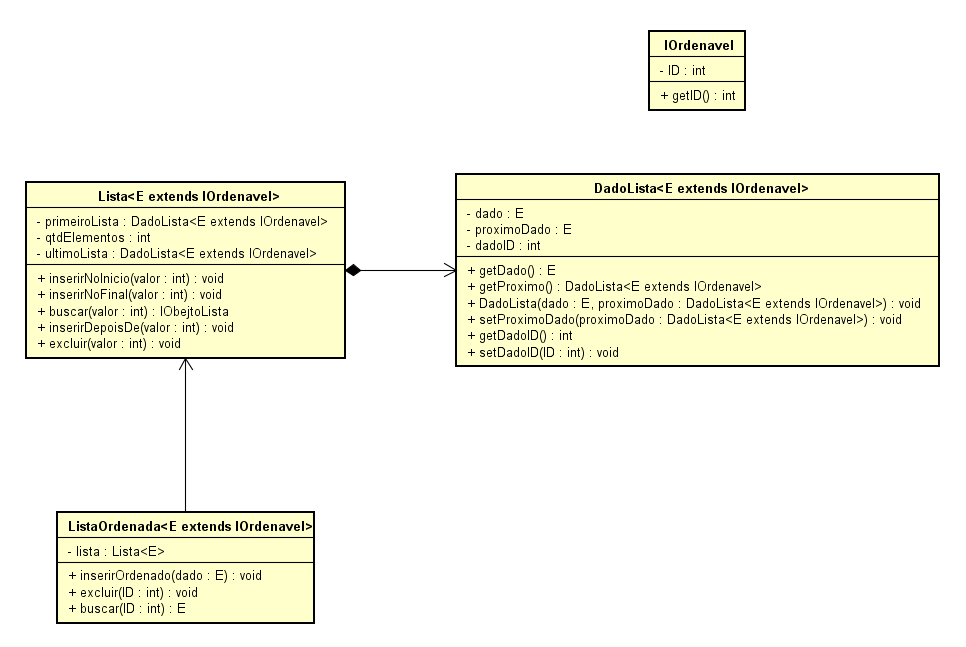 IOrdenavel
- ID : int
+ getID() : int
Lista<E extends IOrdenavel>
- primeiroLista : DadoLista<E extends IOrdenavel>
- qtdElementos : int
- ultimoLista : DadoLista<E extends IOrdenavel>
+ inserirNoInicio(valor : int) : void
+ inserirNoFinal(valor : int) : void
+ buscar(valor : int) : IObejtoLista
+ inserirDepoisDe(valor : int) : void
+ excluir(valor : int) : void
DadoLista<E extends IOrdenavel>
- dado : E
- proximoDado : E
- dadoID : int
+ getDado() : E
+ getProximo() : DadoLista<E extends IOrdenavel>
+ DadoLista(dado : E, proximoDado : DadoLista<E extends IOrdenavel>) : void
+ setProximoDado(proximoDado : DadoLista<E extends IOrdenavel>) : void
+ getDadoID() : int
+ setDadoID(ID : int) : void
ListaOrdenada<E extends IOrdenavel>
- lista : Lista<E>
+ inserirOrdenado(dado : E) : void
+ excluir(ID : int) : void
+ buscar(ID : int) : E